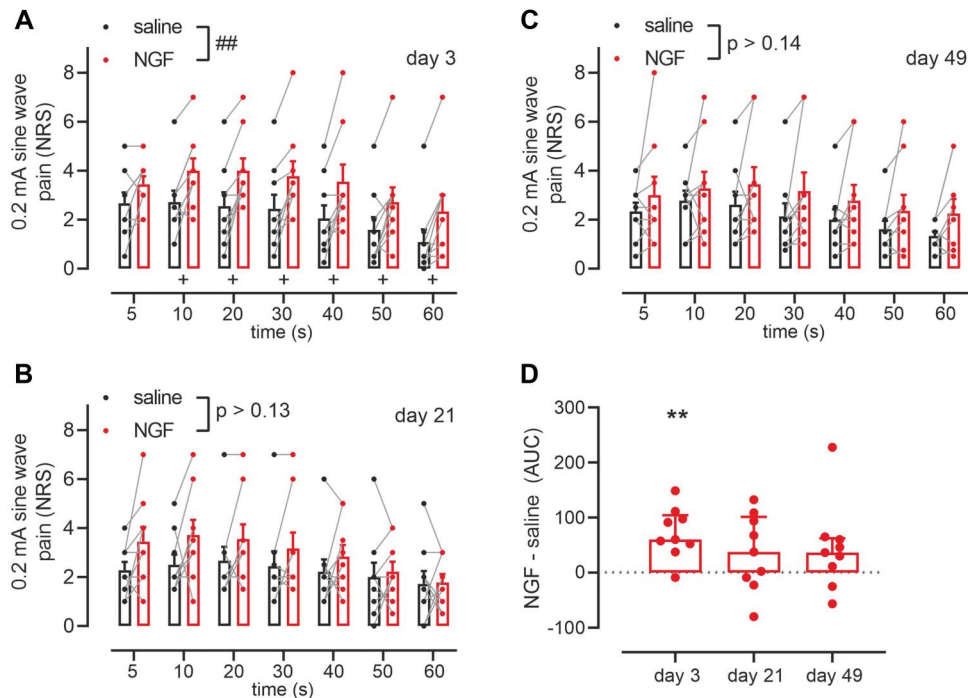 A
saline
NGF
##
day 3
0.2 mA sine wave
pain (NRS)
8
6
4
2
0
+ + + + + +
5 10 20 30 40 50 60
time (s)
B
saline
NGF
p > 0.13
day 21
0.2 mA sine wave
pain (NRS)
8
6
4
2
0
5 10 20 30 40 50 60
time (s)
C
saline
NGF
p > 0.14
day 49
0.2 mA sine wave
pain (NRS)
8
6
4
2
0
5 10 20 30 40 50 60
time (s)
D
NGF - saline (AUC)
300
200
100
0
-100
**
day 3 day 21 day 49